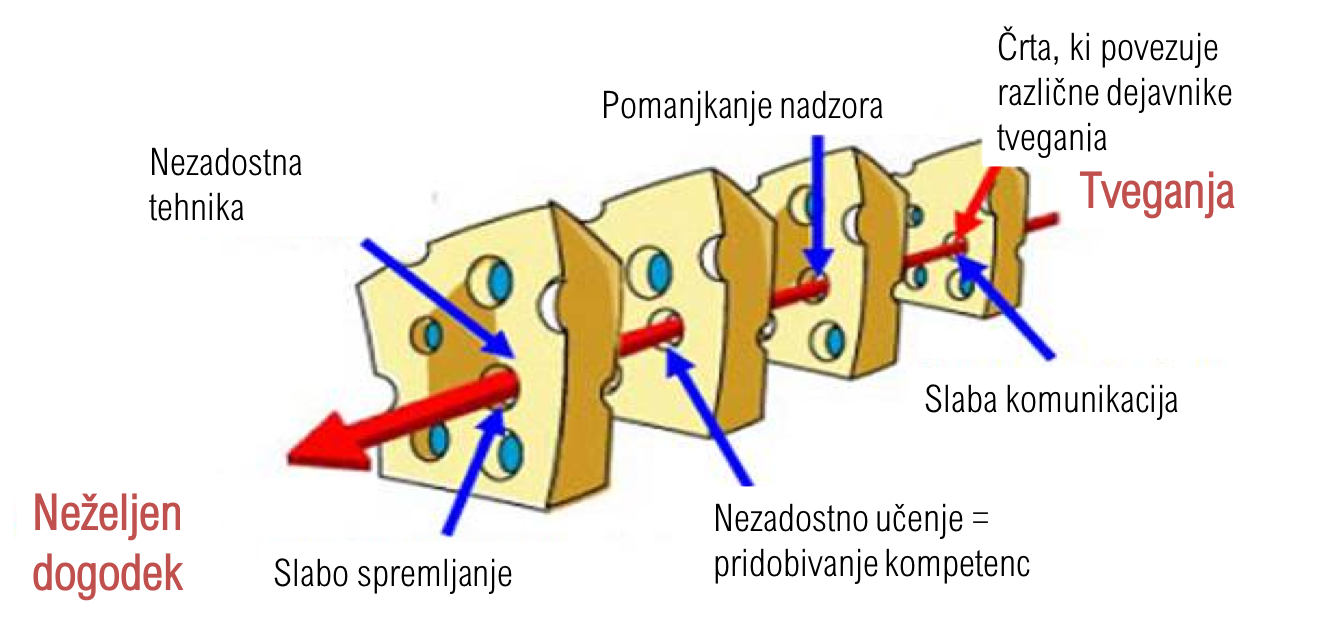 Črta, ki povezuje
različne dejavnike
tveganja
Pomanjkanje nadzora
Nezadostna
tehnika
Tveganja
Slaba komunikacija
Neželjen
dogodek
Nezadostno učenje =
pridobivanje kompetenc
Slabo spremljanje